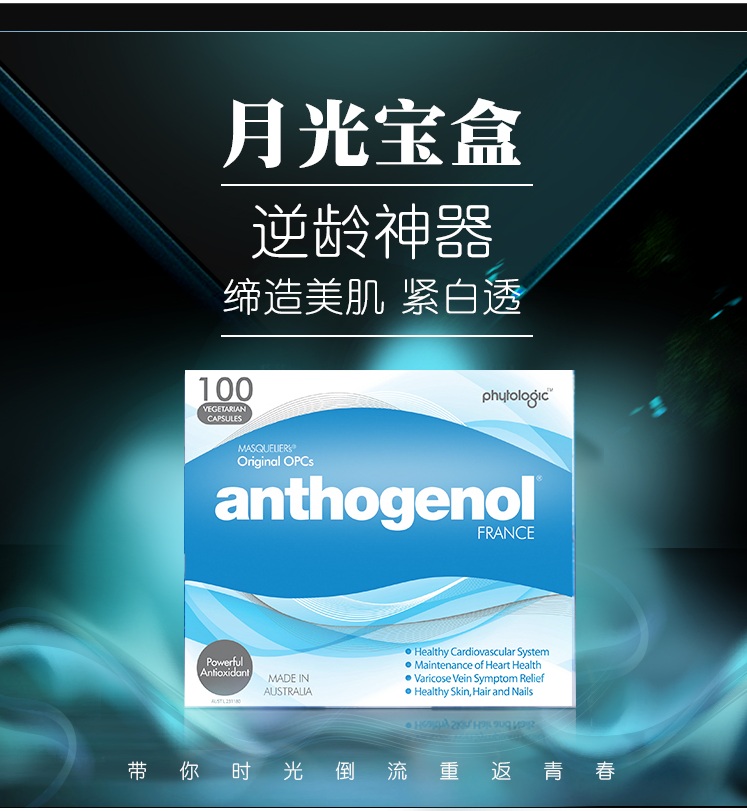 月光宝盒
逆龄神器
缔造美肌 紧白透
100
VEGETARIAN
CAPSULES
phytologic™
MASQUELIERS®
Original OPCs
anthogenol®
FRANCE
Powerful
Antioxidant
MADE IN
AUSTRALIA
Healthy Cardiovascular System
Maintenance of Heart Health
Varicose Vein Symptom Relief
Healthy Skin, Hair and Nails
带你时光倒流重返青春